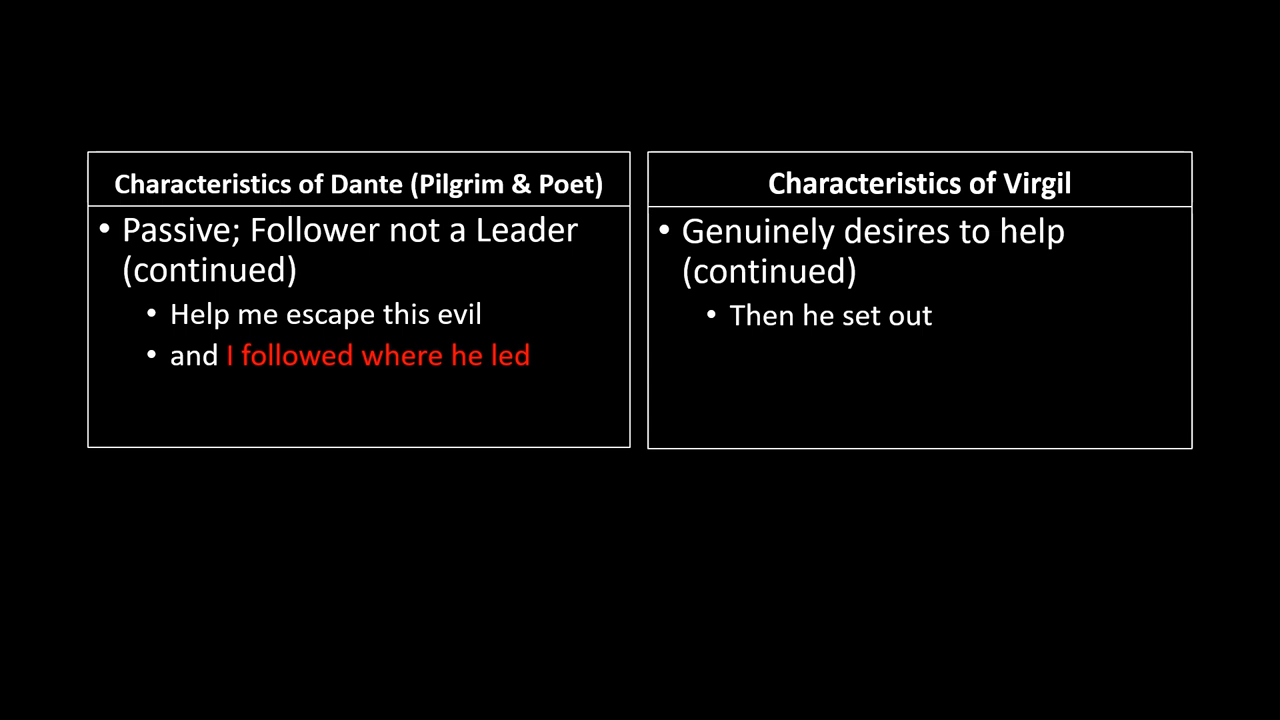 Characteristics of Dante (Pilgrim & Poet)
• Passive; Follower not a Leader
(continued)
• Help me escape this evil
• and I followed where he led
Characteristics of Virgil
• Genuinely desires to help
(continued)
• Then he set out